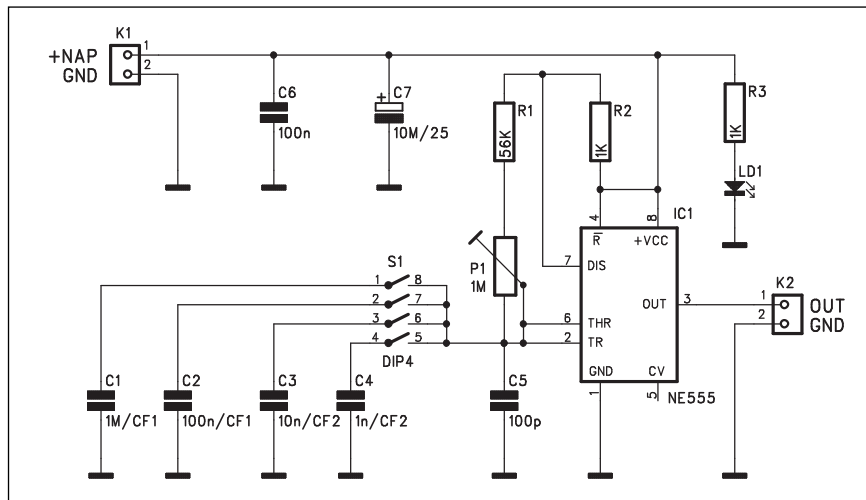 K1
+NAP
1
GND
2
C6
100n
+
C7
10M/25
R1
56K
R2
1K
R3
1K
LD1
4
8
IC1
R
+VCC
S1
P1
1M
7
DIS
1
8
2
7
3
6
4
5
DIP4
OUT
3
K2
1
OUT
2
GND
6
THR
2
TR
GND
CV
1
5
NE555
C1
1M/CF1
C2
100n/CF1
C3
10n/CF2
C4
1n/CF2
C5
100p